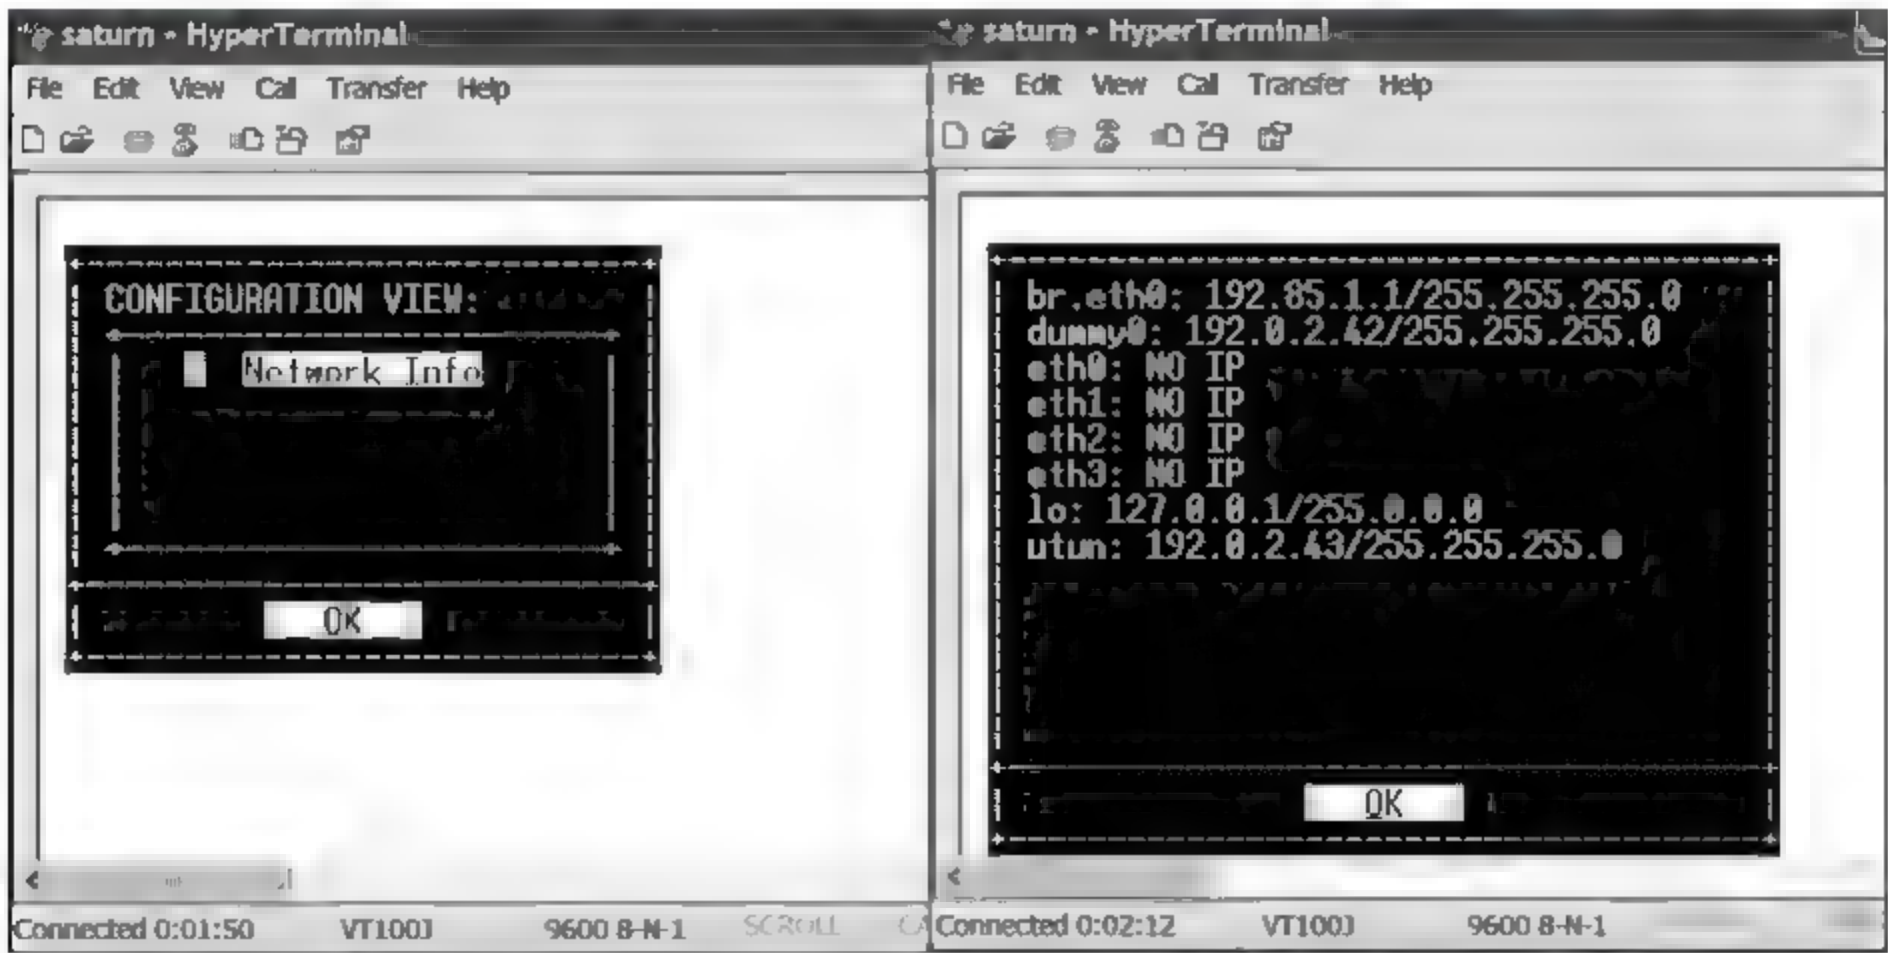 saturn - HyperTerminal
File Edit View Call Transfer Help
CONFIGURATION VIEW:
Network Info
OK
Connected 0:01:50 VT100J 9600 8-N-1 SCROLL
saturn - HyperTerminal
File Edit View Call Transfer Help
br.eth0: 192.85.1.1/255.255.255.0
dummy0: 192.0.2.42/255.255.255.0
eth0: NO IP
eth1: NO IP
eth2: NO IP
eth3: NO IP
lo: 127.0.0.1/255.0.0.0
utun: 192.0.2.43/255.255.255.0
OK
Connected 0:02:12 VT100J 9600 8-N-1